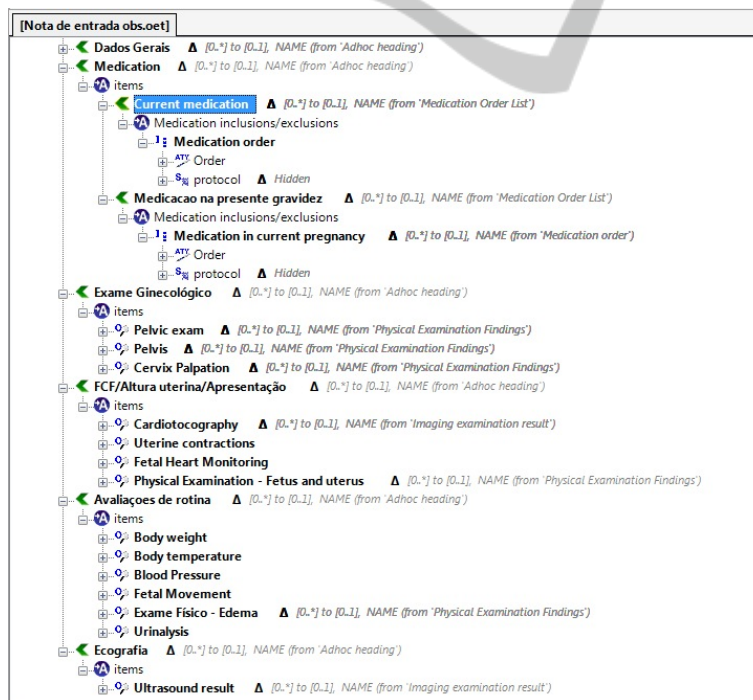 [Nota de entrada obs.oet]
Dados Gerais Δ [0..*] to [0..1], NAME (from 'Adhoc heading')
Medication Δ [0..*] to [0..1], NAME (from 'Adhoc heading')
items
Current medication Δ [0..*] to [0..1], NAME (from 'Medication Order List')
Medication inclusions/exclusions
Medication order
Order
protocol Δ Hidden
Medicacao na presente gravidez Δ [0..*] to [0..1], NAME (from 'Medication Order List')
Medication inclusions/exclusions
Medication in current pregnancy Δ [0..*] to [0..1], NAME (from 'Medication order')
Order
protocol Δ Hidden
Exame Ginecológico Δ [0..*] to [0..1], NAME (from 'Adhoc heading')
items
Pelvic exam Δ [0..*] to [0..1], NAME (from 'Physical Examination Findings')
Pelvis Δ [0..*] to [0..1], NAME (from 'Physical Examination Findings')
Cervix Palpation Δ [0..*] to [0..1], NAME (from 'Physical Examination Findings')
FCF/Altura uterina/Apresentação Δ [0..*] to [0..1], NAME (from 'Adhoc heading')
items
Cardiotocography Δ [0..*] to [0..1], NAME (from 'Imaging examination result')
Uterine contractions
Fetal Heart Monitoring
Physical Examination - Fetus and uterus Δ [0..*] to [0..1], NAME (from 'Physical Examination Findings')
Avaliaçoes de rotina Δ [0..*] to [0..1], NAME (from 'Adhoc heading')
items
Body weight
Body temperature
Blood Pressure
Fetal Movement
Exame Físico - Edema Δ [0..*] to [0..1], NAME (from 'Physical Examination Findings')
Urinalysis
Ecografia Δ [0..*] to [0..1], NAME (from 'Adhoc heading')
items
Ultrasound result Δ [0..*] to [0..1], NAME (from 'Imaging examination result')